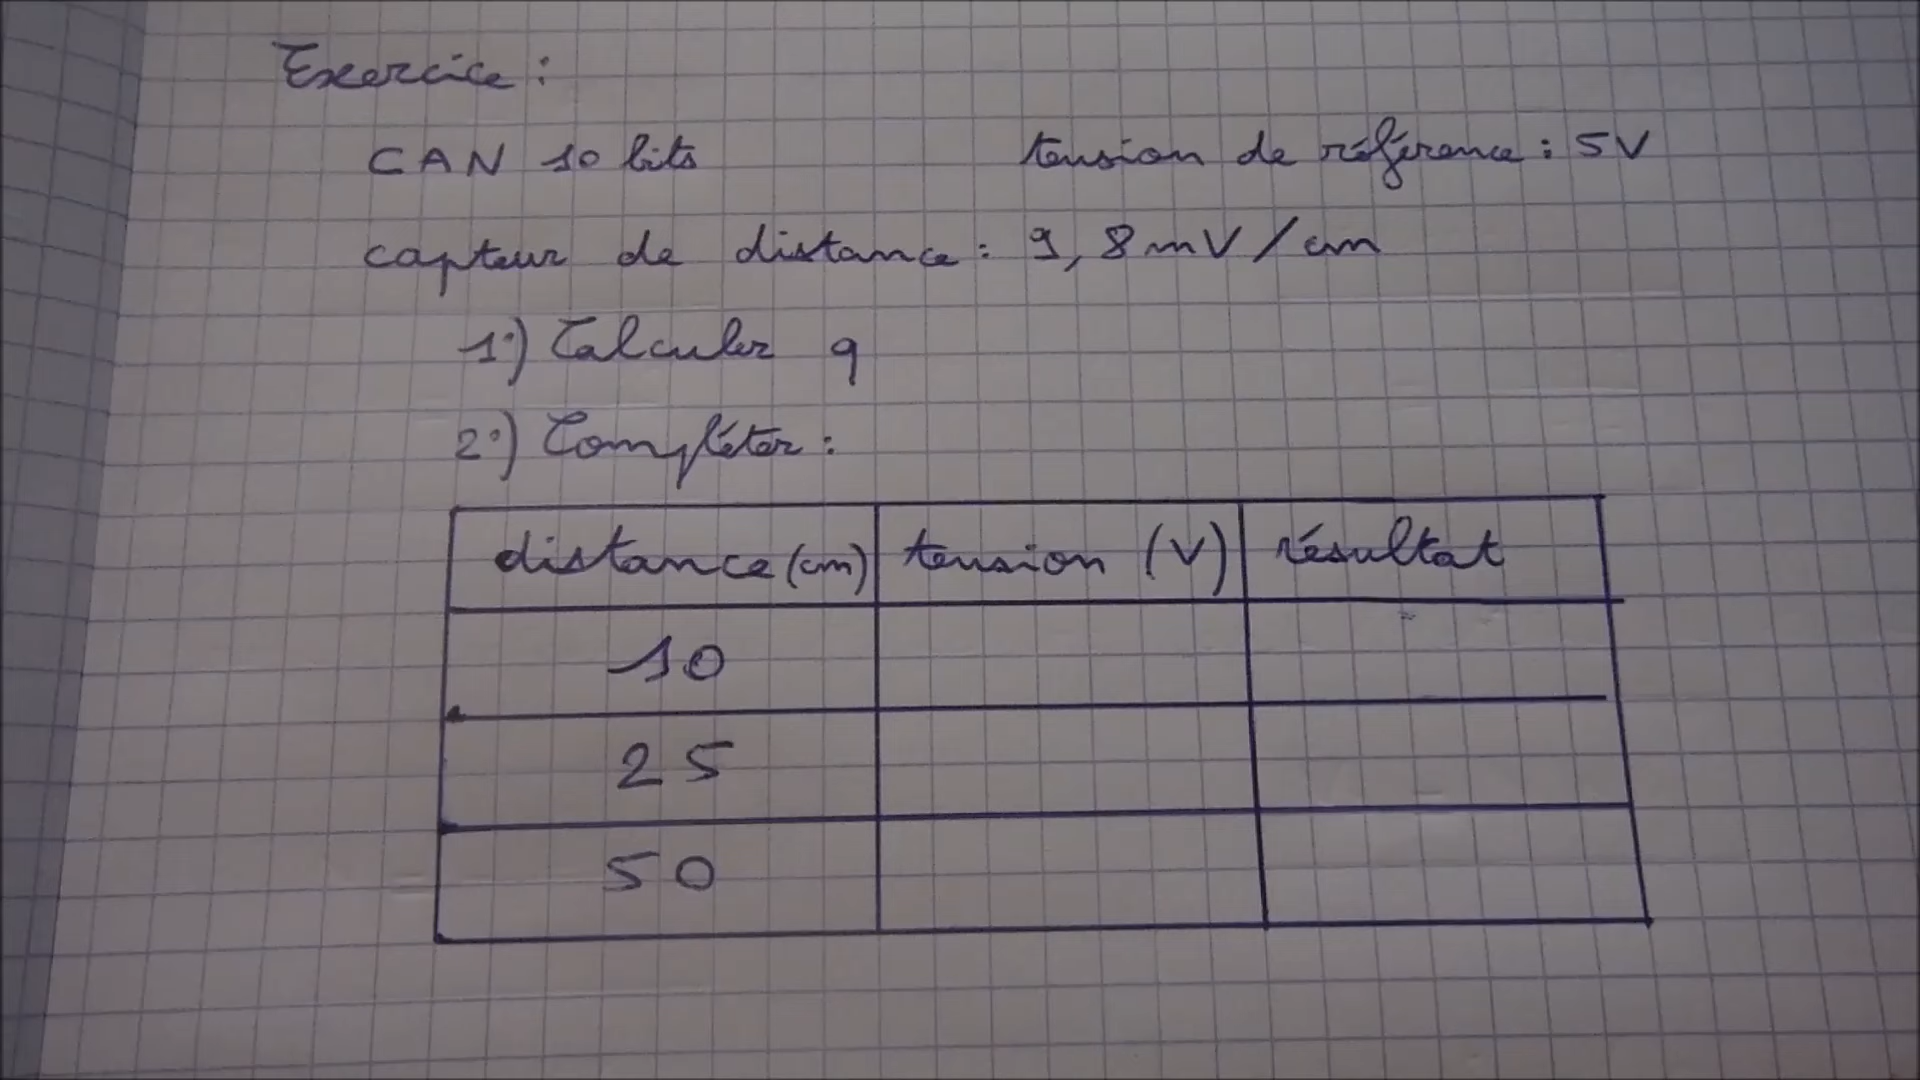 Exercice :
CAN 10 bits tension de référence : 5V
capteur de distance : 9,8 mV/cm
1°) Calculer q
2°) Compléter :
distance (cm) tension (V) résultat
10
25
50